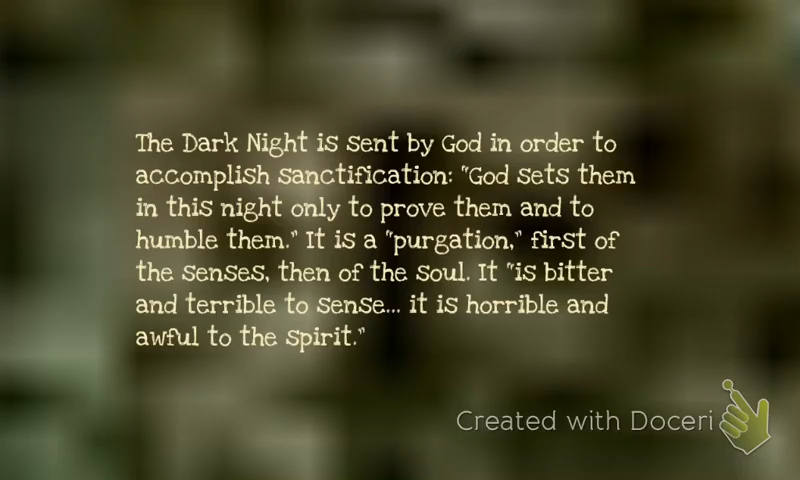 The Dark Night is sent by God in order to
accomplish sanctification: "God sets them
in this night only to prove them and to
humble them." It is a "purgation," first of
the senses, then of the soul. It "is bitter
and terrible to sense... it is horrible and
awful to the spirit."
Created with Doceri